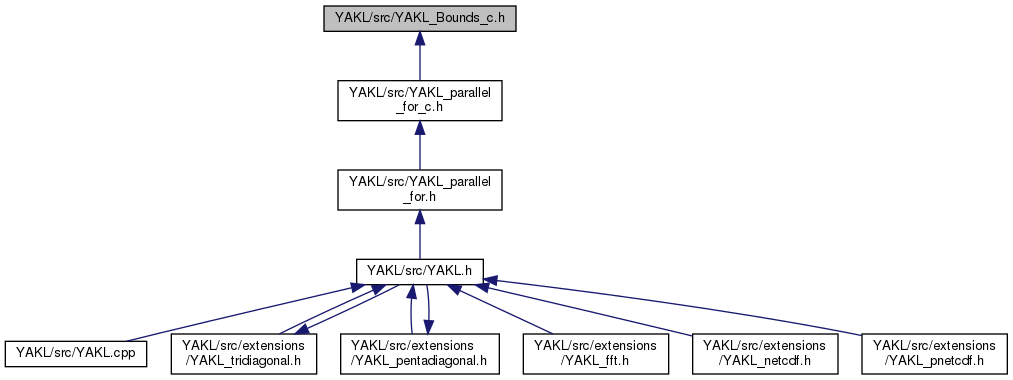 YAKL/src/YAKL_Bounds_c.h
YAKL/src/YAKL_parallel
_for_c.h
YAKL/src/YAKL_parallel
_for.h
YAKL/src/YAKL.h
YAKL/src/YAKL.cpp
YAKL/src/extensions
/YAKL_tridiagonal.h
YAKL/src/extensions
/YAKL_pentadiagonal.h
YAKL/src/extensions
/YAKL_fft.h
YAKL/src/extensions
/YAKL_netcdf.h
YAKL/src/extensions
/YAKL_pnetcdf.h